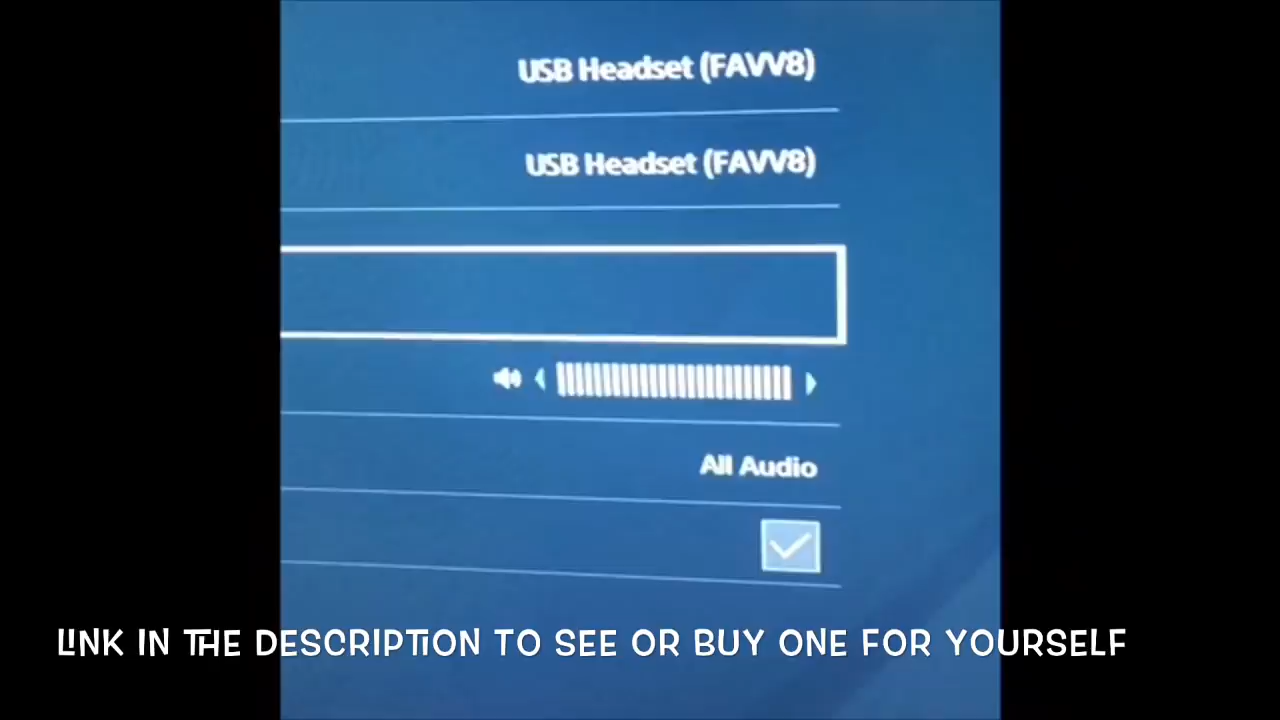 USB Headset (FAVV8)
USB Headset (FAVV8)
All Audio
LINK IN THE DESCRIPTION TO SEE OR BUY ONE FOR YOURSELF